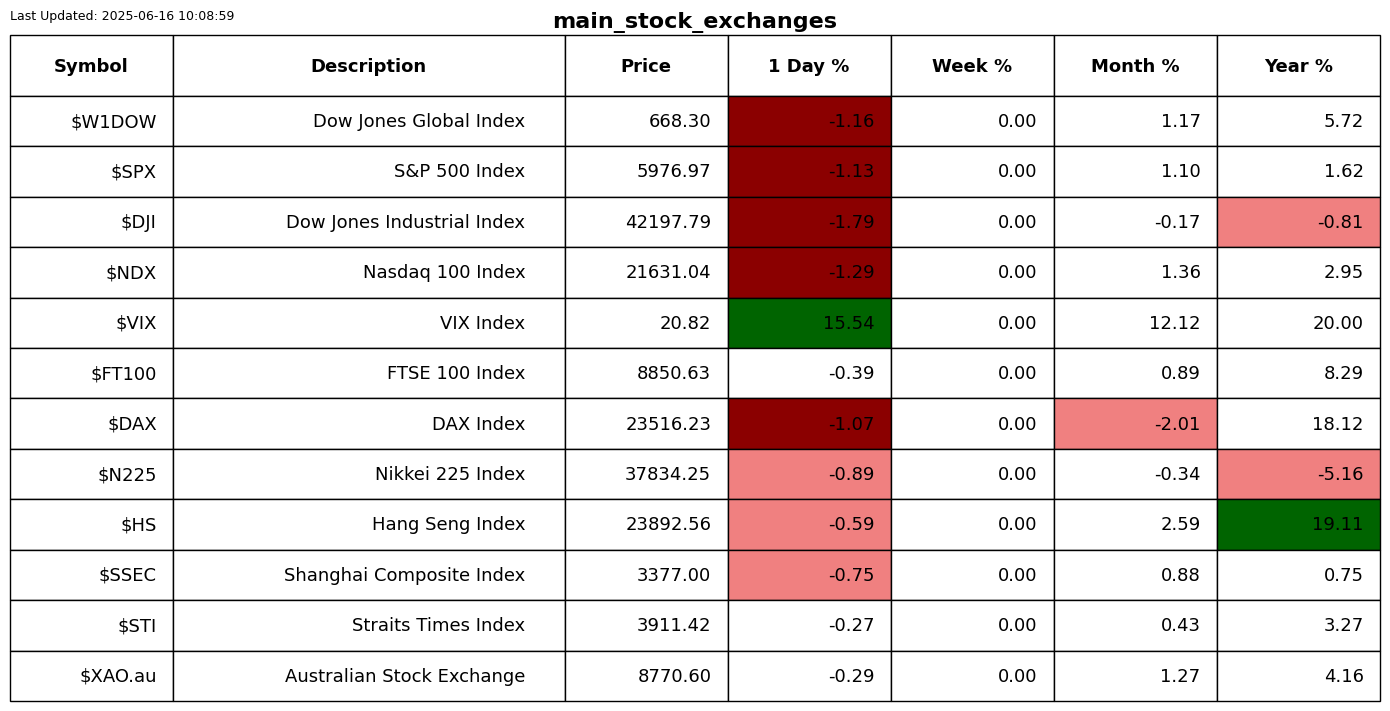 Last Updated: 2025-06-16 10:08:59
main_stock_exchanges
Symbol Description Price 1 Day % Week % Month % Year %
$W1DOW Dow Jones Global Index 668.30 -1.16 0.00 1.17 5.72
$SPX S&P 500 Index 5976.97 -1.13 0.00 1.10 1.62
$DJI Dow Jones Industrial Index 42197.79 -1.79 0.00 -0.17 -0.81
$NDX Nasdaq 100 Index 21631.04 -1.29 0.00 1.36 2.95
$VIX VIX Index 20.82 15.54 0.00 12.12 20.00
$FT100 FTSE 100 Index 8850.63 -0.39 0.00 0.89 8.29
$DAX DAX Index 23516.23 -1.07 0.00 -2.01 18.12
$N225 Nikkei 225 Index 37834.25 -0.89 0.00 -0.34 -5.16
$HS Hang Seng Index 23892.56 -0.59 0.00 2.59 19.11
$SSEC Shanghai Composite Index 3377.00 -0.75 0.00 0.88 0.75
$STI Straits Times Index 3911.42 -0.27 0.00 0.43 3.27
$XAO.au Australian Stock Exchange 8770.60 -0.29 0.00 1.27 4.16